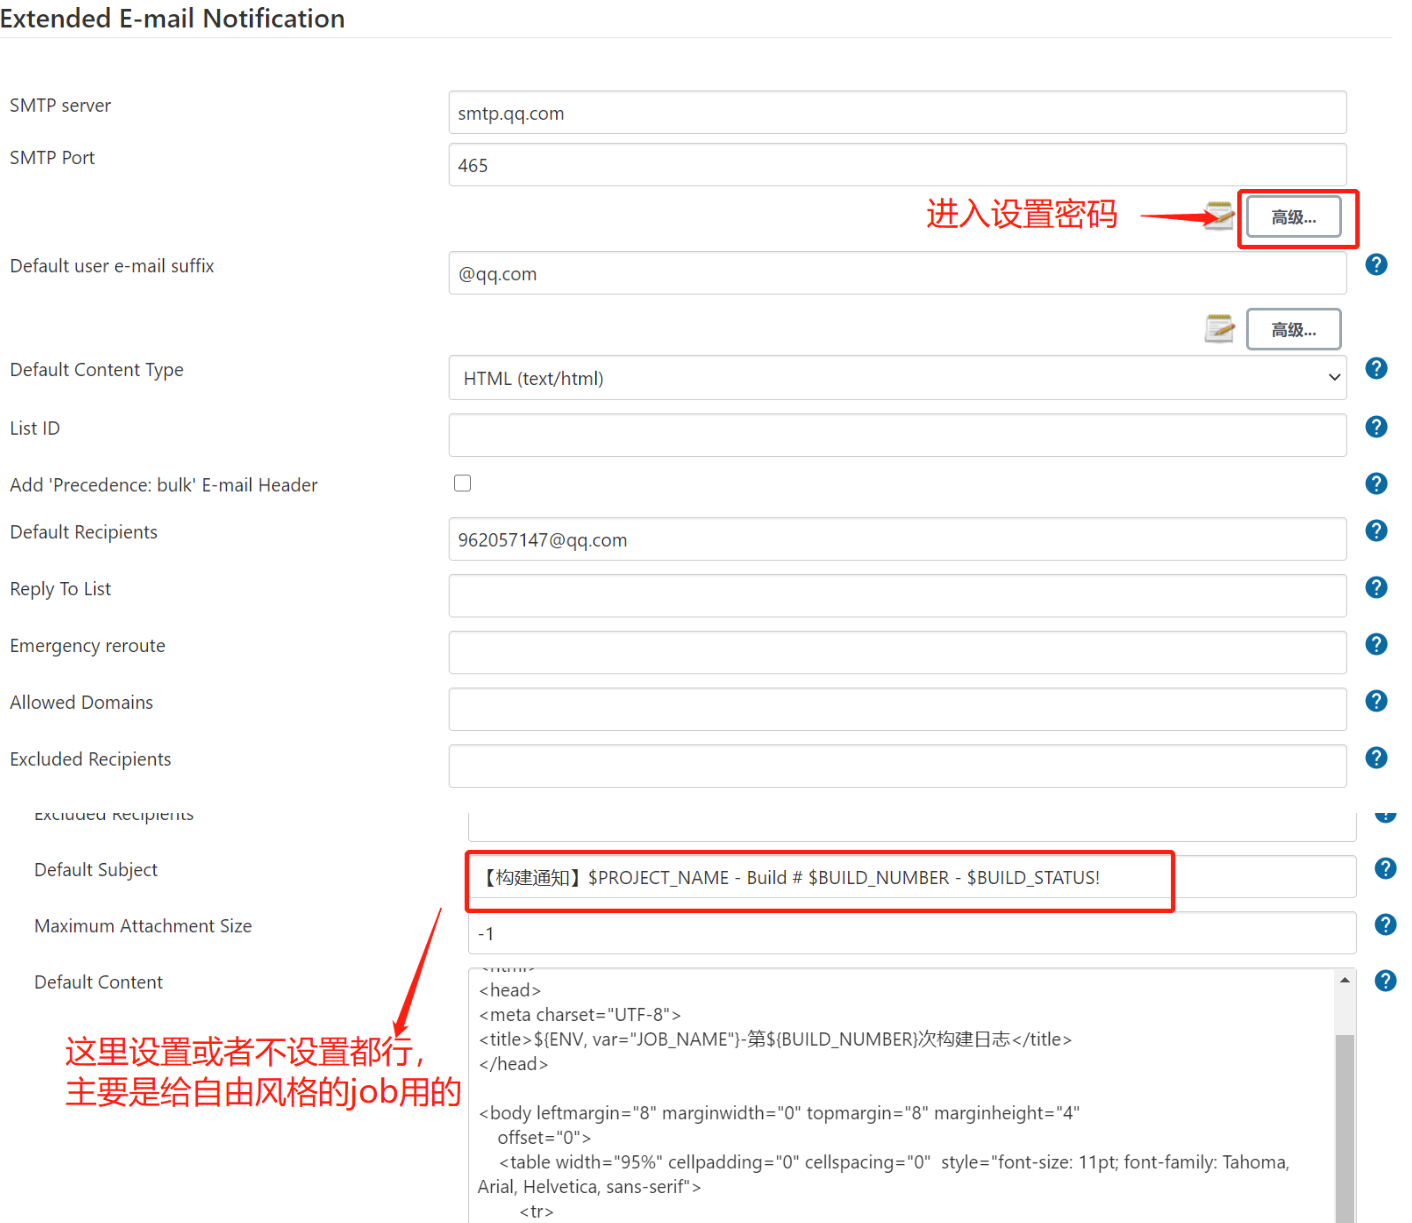 Extended E-mail Notification
SMTP server
smtp.qq.com
SMTP Port
465
进入设置密码
高级...
Default user e-mail suffix
@qq.com
高级...
Default Content Type
HTML (text/html)
List ID
Add 'Precedence: bulk' E-mail Header
Default Recipients
962057147@qq.com
Reply To List
Emergency reroute
Allowed Domains
Excluded Recipients
Excluded Recipients
Default Subject
【构建通知】$PROJECT_NAME - Build # $BUILD_NUMBER - $BUILD_STATUS!
Maximum Attachment Size
-1
Default Content
<html>
<head>
<meta charset="UTF-8">
<title>${ENV, var="JOB_NAME"}-第${BUILD_NUMBER}次构建日志</title>
</head>
<body leftmargin="8" marginwidth="0" topmargin="8" marginheight="4"
offset="0">
<table width="95%" cellpadding="0" cellspacing="0"  style="font-size: 11pt; font-family: Tahoma,
Arial, Helvetica, sans-serif">
<tr>
这里设置或者不设置都行，
主要是给自由风格的job用的